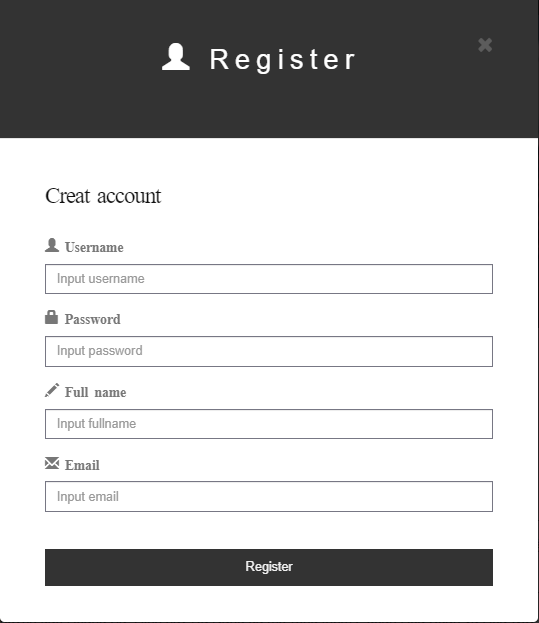 Register
Creat account
Username
Input username
Password
Input password
Full name
Input fullname
Email
Input email
Register